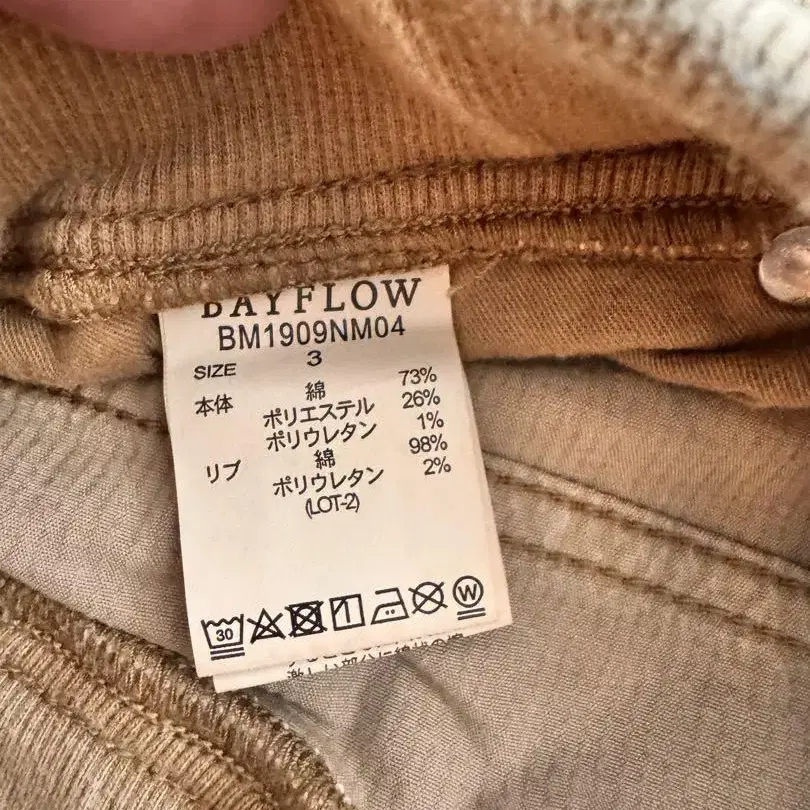 BAYFLOW
BM1909NM04
SIZE 3
本体 綿 73%
ポリエステル 26%
ポリウレタン 1%
リブ 綿 98%
ポリウレタン 2%
(LOT-2)
30 W